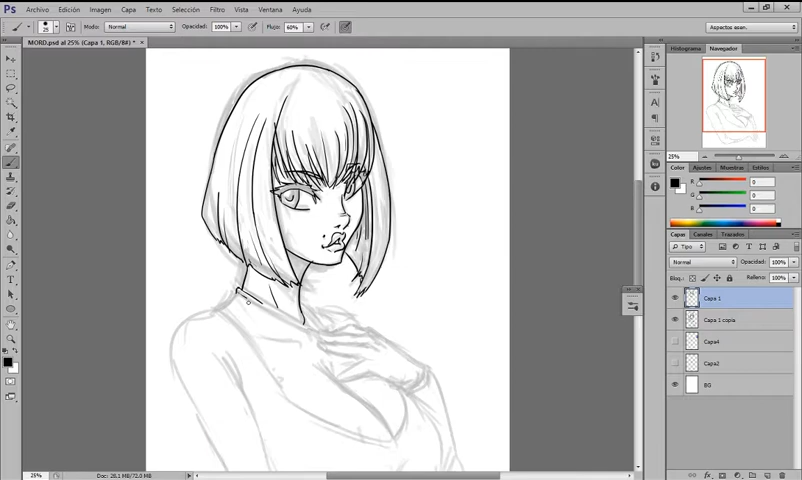 Ps Archivo Edición Imagen Capa Texto Selección Filtro Vista Ventana Ayuda
25 Modo: Normal Opacidad: 100% Flujo: 60% Aspectos esen.
MORD.psd al 25% (Capa 1, RGB/8#) *
Histograma Navegador
25%
Color Ajustes Muestras Estilos
R 0
G 0
B 0
Capas Canales Trazados
Tipo
Normal Opacidad: 100%
Bloq.: Relleno: 100%
Capa 1
Capa 1 copia
Capa4
Capa2
BG
25% Doc: 28.1 MB/72.0 MB